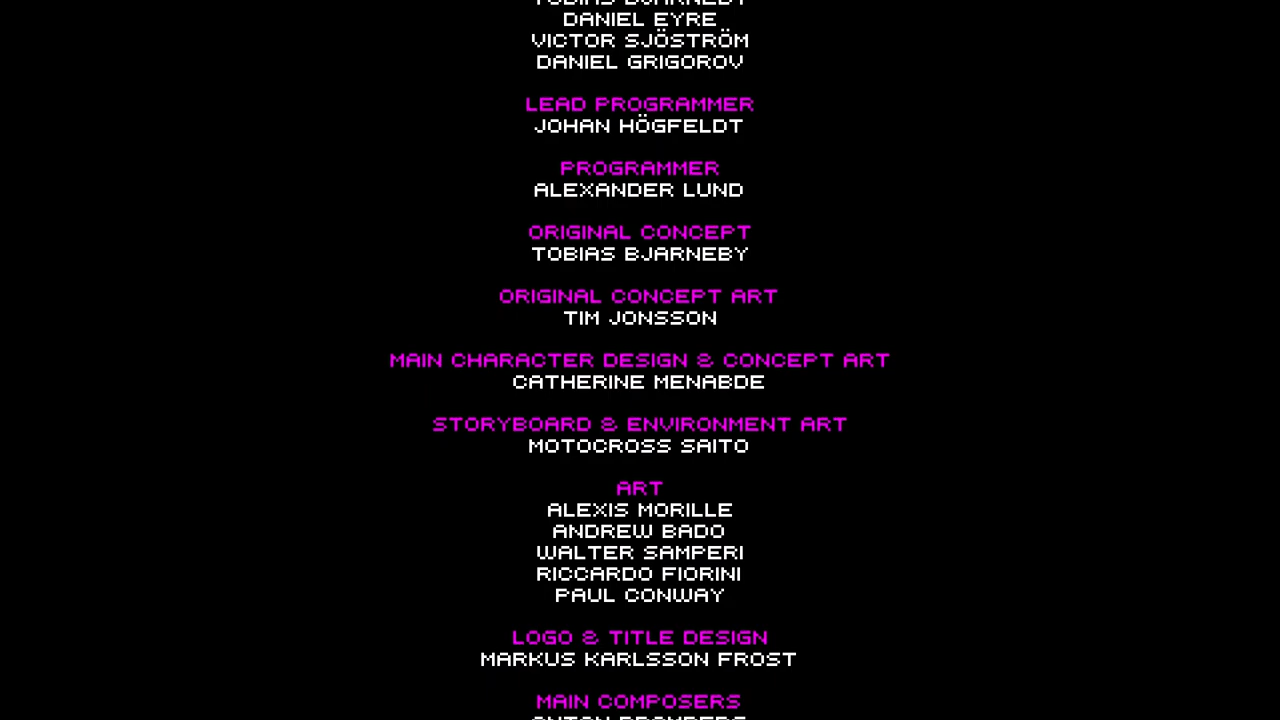 DANIEL EYRE
VICTOR SJÖSTRÖM
DANIEL GRIGOROV
LEAD PROGRAMMER
JOHAN HÖGFELDT
PROGRAMMER
ALEXANDER LUND
ORIGINAL CONCEPT
TOBIAS BJARNEBY
ORIGINAL CONCEPT ART
TIM JONSSON
MAIN CHARACTER DESIGN & CONCEPT ART
CATHERINE MENABDE
STORYBOARD & ENVIRONMENT ART
MOTOCROSS SAITO
ART
ALEXIS MORILLE
ANDREW BADO
WALTER SAMPERI
RICCARDO FIORINI
PAUL CONWAY
LOGO & TITLE DESIGN
MARKUS KARLSSON FROST
MAIN COMPOSERS